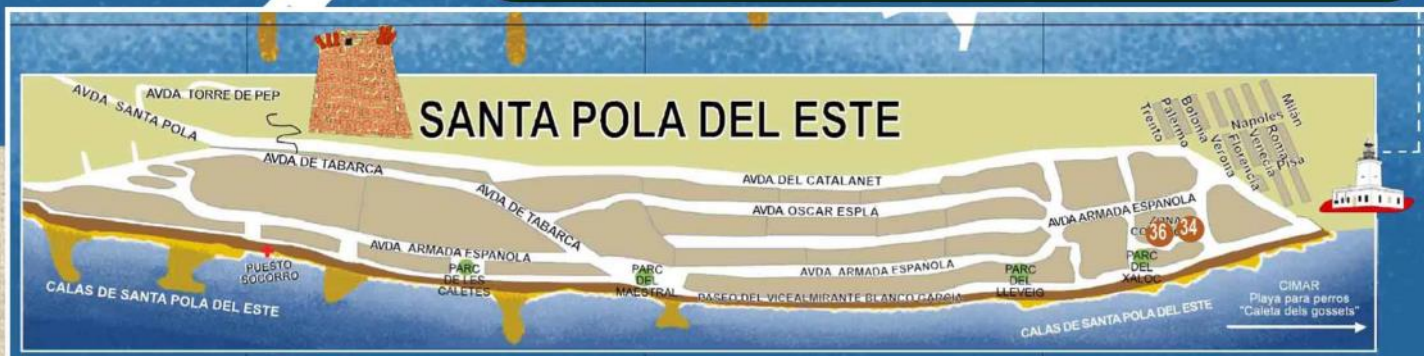 SANTA POLA DEL ESTE
AVDA. SANTA POLA
AVDA. TORRE DE PEP
AVDA DE TABARCA
AVDA DE TABARCA
AVDA DEL CATALANET
AVDA OSCAR ESPLA
AVDA ARMADA ESPAÑOLA
AVDA. ARMADA ESPAÑOLA
AVDA. ARMADA ESPAÑOLA
Trento
Palermo
Bolonia
Napoles
Milán
Verona
Florencia
Venecia
Roma
Pisa
ZONA
36
34
PUESTO
SOCORRO
PARC
DE LES
CALETES
PARC
DEL
MAESTRAL
PASEO DEL VICEALMIRANTE BLANCO GARCÍA
PARC
DEL
LLEVEIG
PARC
DEL
XALOC
CALAS DE SANTA POLA DEL ESTE
CALAS DE SANTA POLA DEL ESTE
CIMAR
Playa para perros
"Caleta dels gossets"